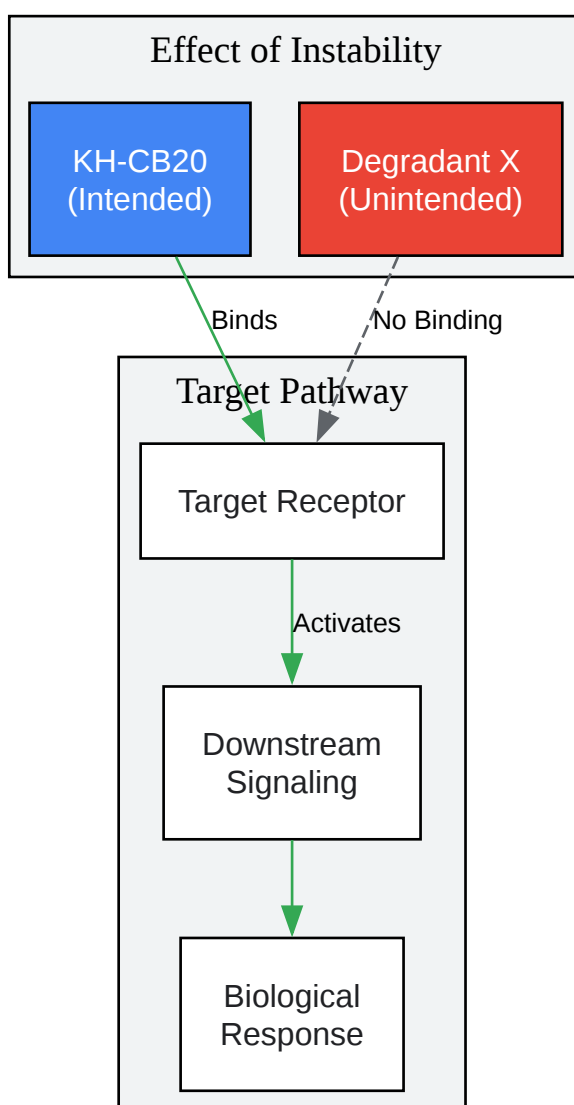 Effect of Instability
KH-CB20
(Intended)
Degradant X
(Unintended)
Binds
No Binding
Target Pathway
Target Receptor
Activates
Downstream
Signaling
Biological
Response